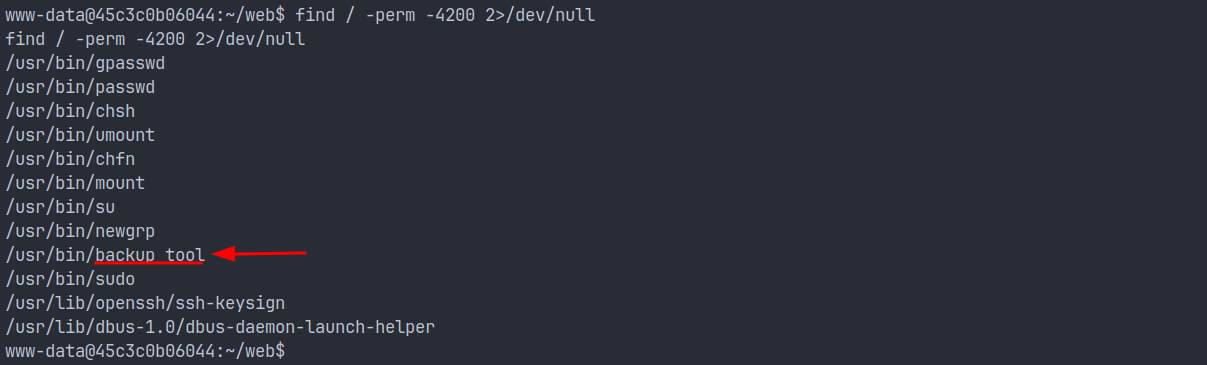 www-data@45c3c0b06044:~/web$ find / -perm -4200 2>/dev/null
find / -perm -4200 2>/dev/null
/usr/bin/gpasswd
/usr/bin/passwd
/usr/bin/chsh
/usr/bin/umount
/usr/bin/chfn
/usr/bin/mount
/usr/bin/su
/usr/bin/newgrp
/usr/bin/backup tool
/usr/bin/sudo
/usr/lib/openssh/ssh-keysign
/usr/lib/dbus-1.0/dbus-daemon-launch-helper
www-data@45c3c0b06044:~/web$